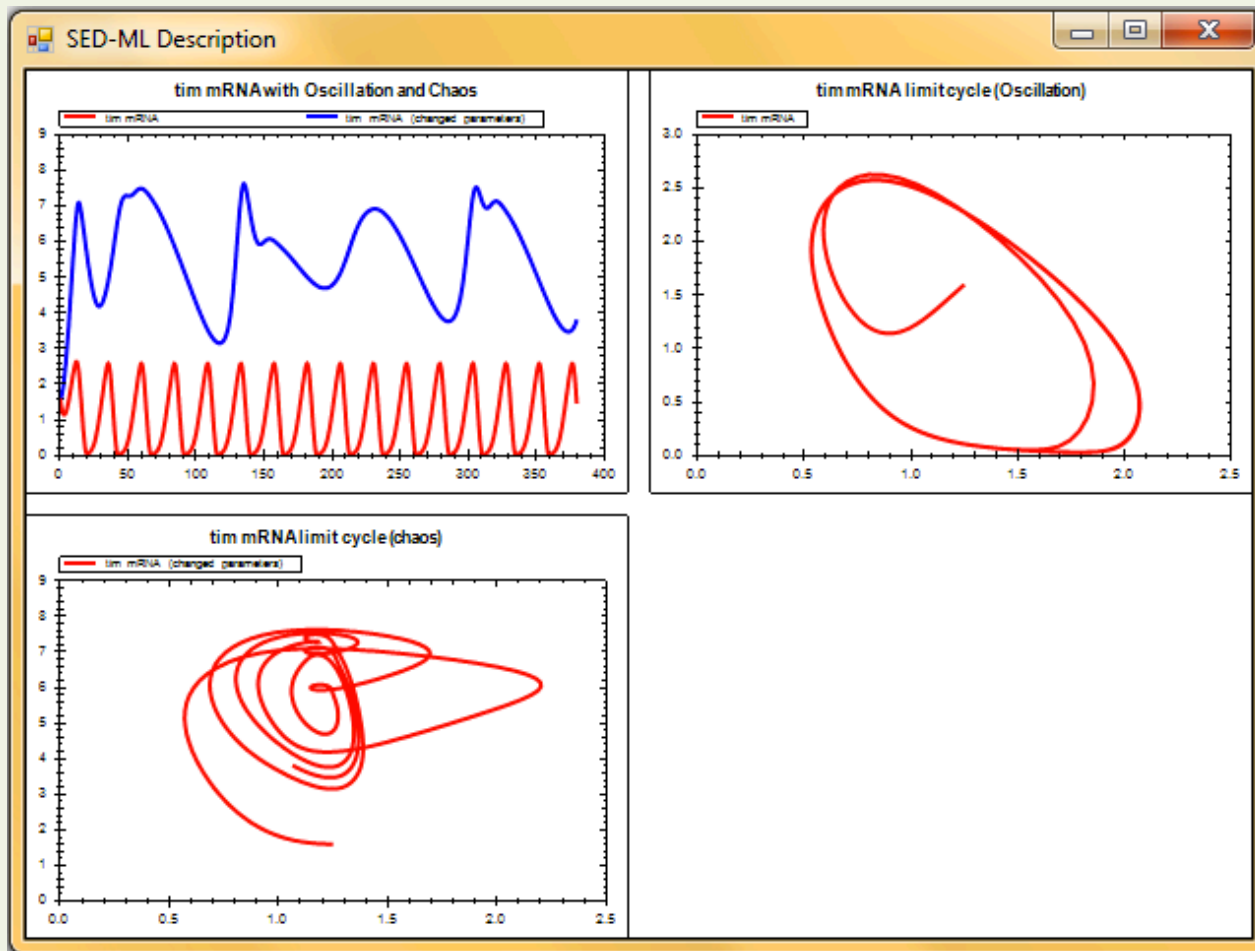 SED-ML Description
tim mRNA with Oscillation and Chaos
tim mRNA tim mRNA (changed parameters)
9
8
7
6
5
4
3
2
1
0
0 50 100 150 200 250 300 350 400
tim mRNA limit cycle (Oscillation)
tim mRNA
3.0
2.5
2.0
1.5
1.0
0.5
0.0
0.0 0.5 1.0 1.5 2.0 2.5
tim mRNA limit cycle (chaos)
tim mRNA (changed parameters)
9
8
7
6
5
4
3
2
1
0
0.0 0.5 1.0 1.5 2.0 2.5